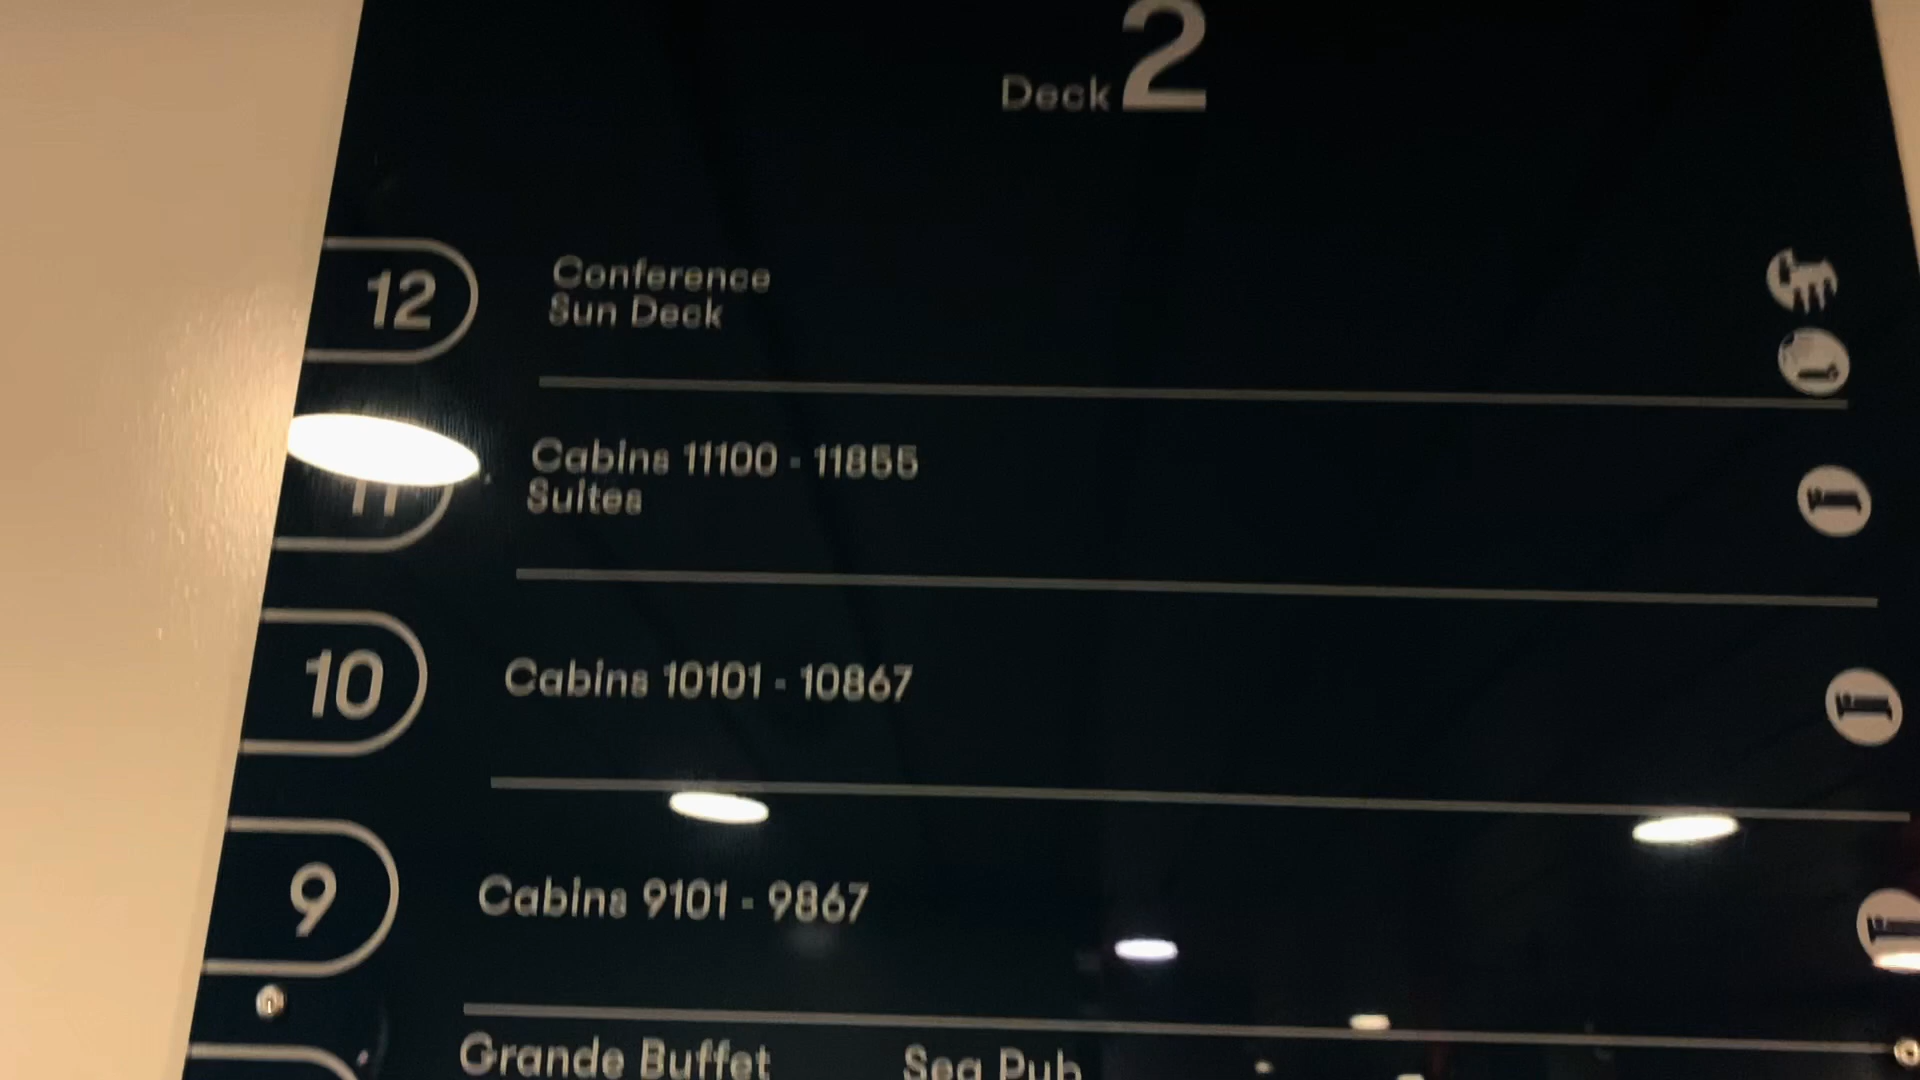 Deck 2
12
Conference
Sun Deck
11
Cabins 11100 - 11855
Suites
10
Cabins 10101 - 10867
9
Cabins 9101 - 9867
Grande Buffet Sea Pub